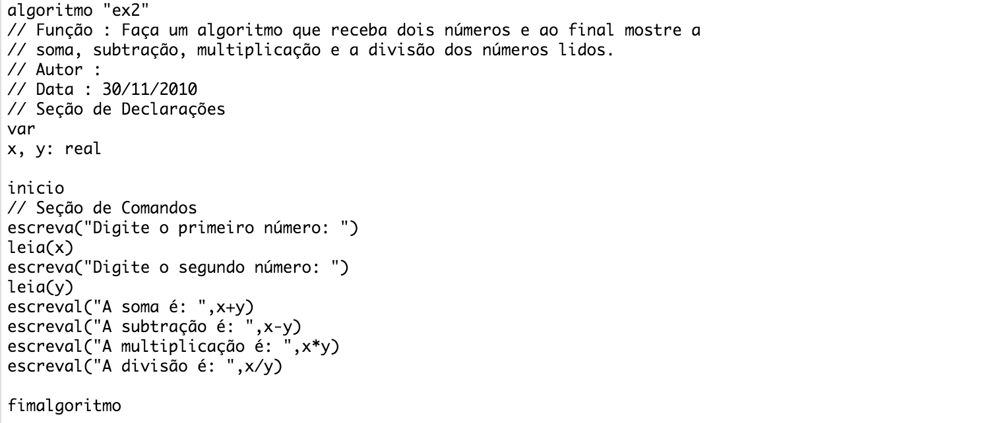 algoritmo "ex2"
// Função : Faça um algoritmo que receba dois números e ao final mostre a
// soma, subtração, multiplicação e a divisão dos números lidos.
// Autor :
// Data : 30/11/2010
// Seção de Declarações
var
x, y: real
inicio
// Seção de Comandos
escreva("Digite o primeiro número: ")
leia(x)
escreva("Digite o segundo número: ")
leia(y)
escreval("A soma é: ",x+y)
escreval("A subtração é: ",x-y)
escreval("A multiplicação é: ",x*y)
escreval("A divisão é: ",x/y)
fimalgoritmo